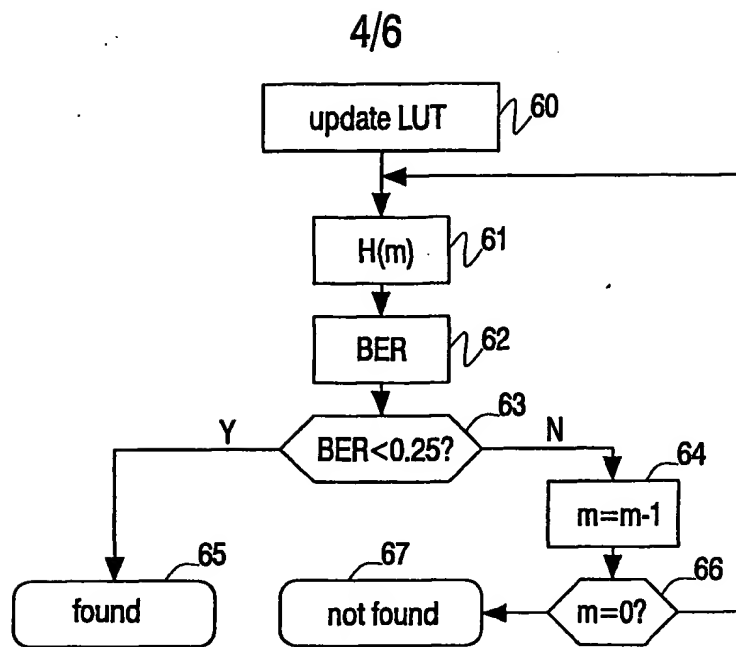 4/6
update LUT
60
H(m)
61
BER
62
BER<0.25?
63
Y
N
m=m-1
64
found
65
not found
67
m=0?
66